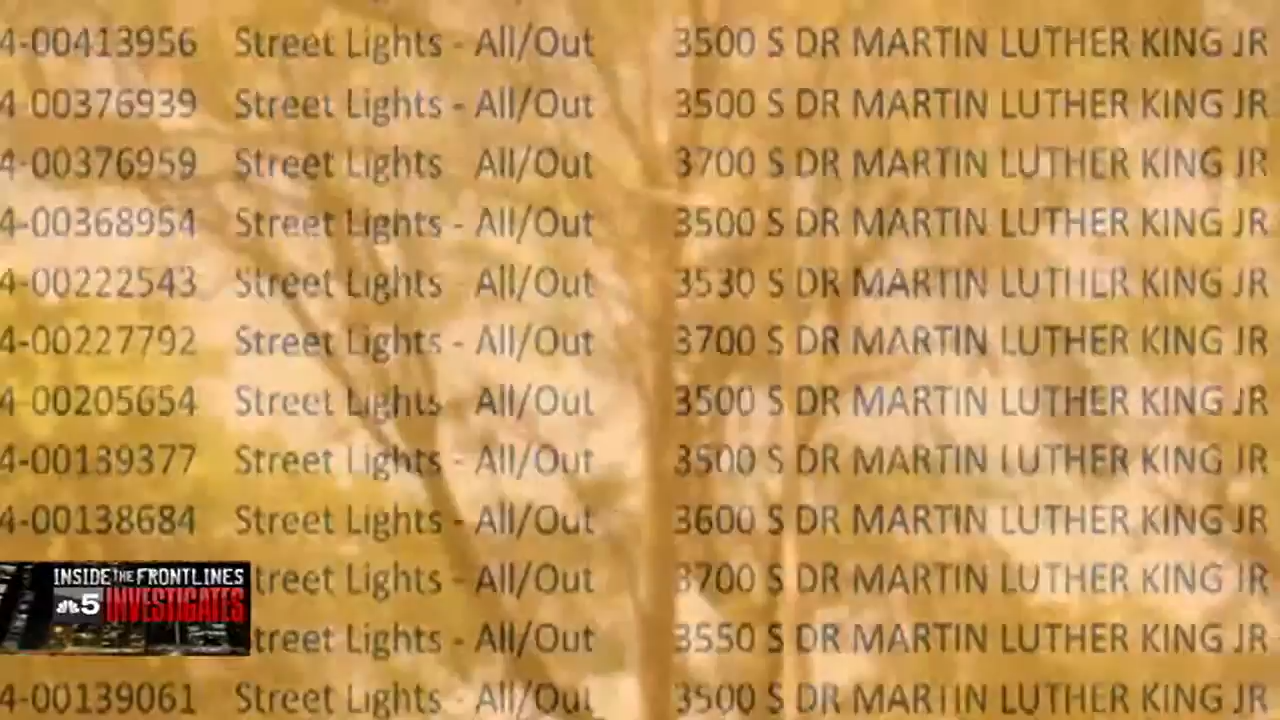 4-00413956 Street Lights - All/Out 3500 S DR MARTIN LUTHER KING JR
4-00376939 Street Lights - All/Out 3500 S DR MARTIN LUTHER KING JR
4-00376959 Street Lights - All/Out 3700 S DR MARTIN LUTHER KING JR
4-00368954 Street Lights - All/Out 3500 S DR MARTIN LUTHER KING JR
4-00222543 Street Lights - All/Out 3530 S DR MARTIN LUTHER KING JR
4-00227792 Street Lights - All/Out 3700 S DR MARTIN LUTHER KING JR
4-00205654 Street Lights - All/Out 3500 S DR MARTIN LUTHER KING JR
4-00139377 Street Lights - All/Out 3500 S DR MARTIN LUTHER KING JR
4-00138684 Street Lights - All/Out 3600 S DR MARTIN LUTHER KING JR
treet Lights - All/Out 3700 S DR MARTIN LUTHER KING JR
treet Lights - All/Out 3550 S DR MARTIN LUTHER KING JR
4-00139061 Street Lights - All/Out 3500 S DR MARTIN LUTHER KING JR
INSIDE THE FRONTLINES
5 INVESTIGATES